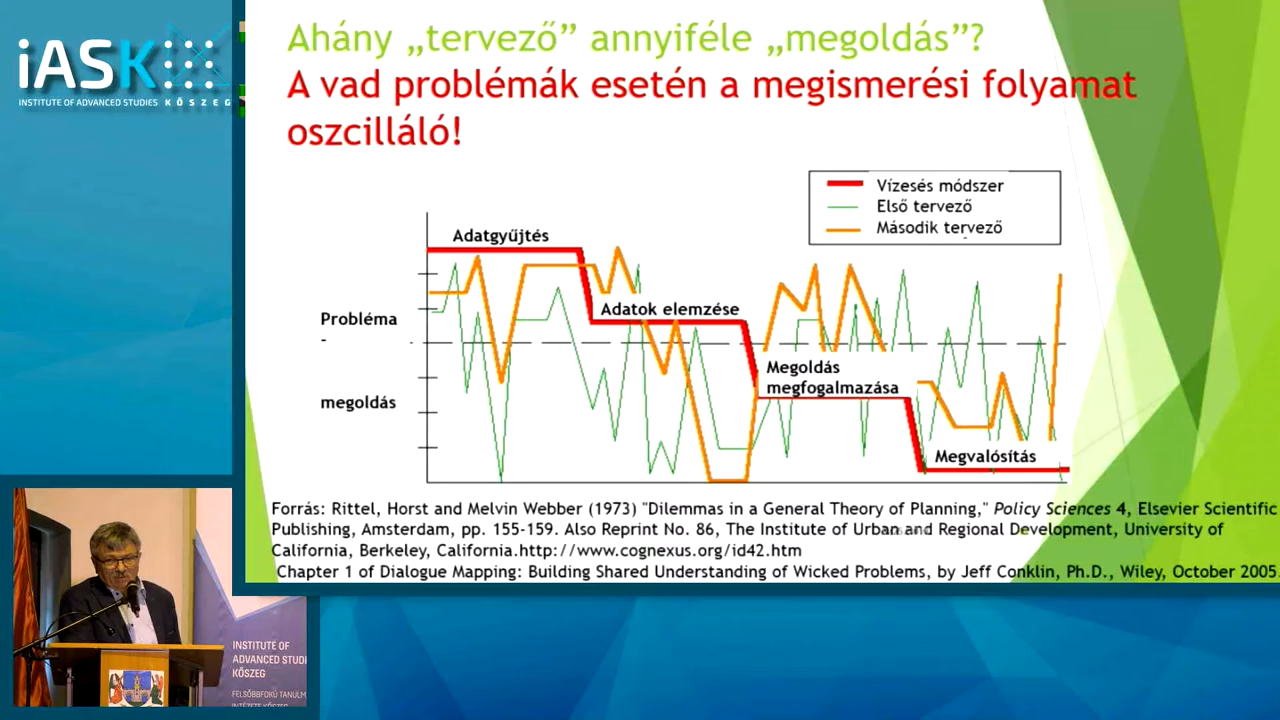 iASK
INSTITUTE OF ADVANCED STUDIES KŐSZEG
Ahány „tervező” annyiféle „megoldás”?
A vad problémák esetén a megismerési folyamat
oszcilláló!
Vízesés módszer
Első tervező
Második tervező
Adatgyűjtés
Adatok elemzése
Probléma
-
megoldás
Megoldás
megfogalmazása
Megvalósítás
Forrás: Rittel, Horst and Melvin Webber (1973) "Dilemmas in a General Theory of Planning," Policy Sciences 4, Elsevier Scientific
Publishing, Amsterdam, pp. 155-159. Also Reprint No. 86, The Institute of Urban and Regional Development, University of
California, Berkeley, California.http://www.cognexus.org/id42.htm
Chapter 1 of Dialogue Mapping: Building Shared Understanding of Wicked Problems, by Jeff Conklin, Ph.D., Wiley, October 2005.
INSTITUTE OF
ADVANCED STUDI
KŐSZEG
FELSŐBBFOKÚ TANULM
INTÉZETE KŐSZEG